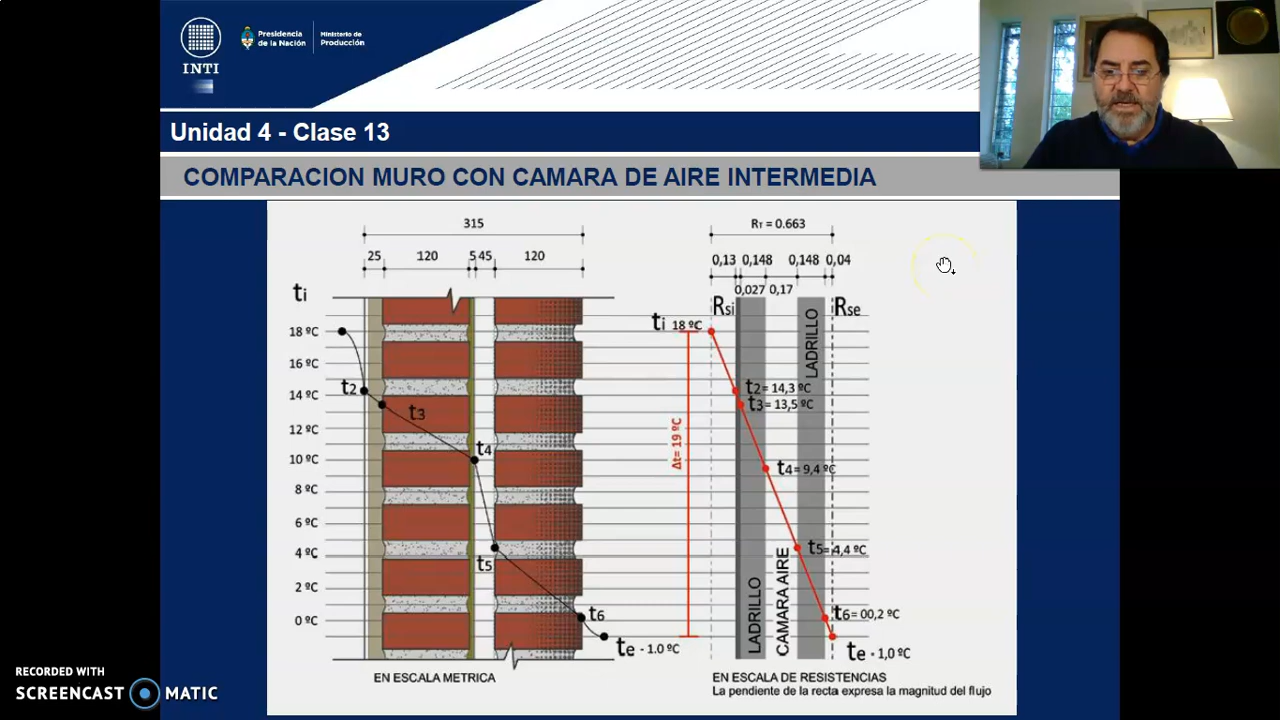 INTI
Presidencia
de la Nación
Ministerio de
Producción
Unidad 4 - Clase 13
COMPARACION MURO CON CAMARA DE AIRE INTERMEDIA
315
25 120 5 45 120
ti
18 ºC
16 ºC
14 ºC
12 ºC
10 ºC
8 ºC
6 ºC
4 ºC
2 ºC
0 ºC
t2
t3
t4
t5
t6
te - 1.0 ºC
EN ESCALA METRICA
RT = 0.663
0,13 0,148 0,148 0,04
0,027 0,17
Rsi
Rse
ti 18 ºC
LADRILLO
t2= 14,3 ºC
t3= 13,5 ºC
Δt= 19 ºC
t4= 9,4 ºC
t5= 4,4 ºC
LADRILLO
CAMARA AIRE
t6= 00,2 ºC
te - 1,0 ºC
EN ESCALA DE RESISTENCIAS
La pendiente de la recta expresa la magnitud del flujo
RECORDED WITH
SCREENCAST MATIC